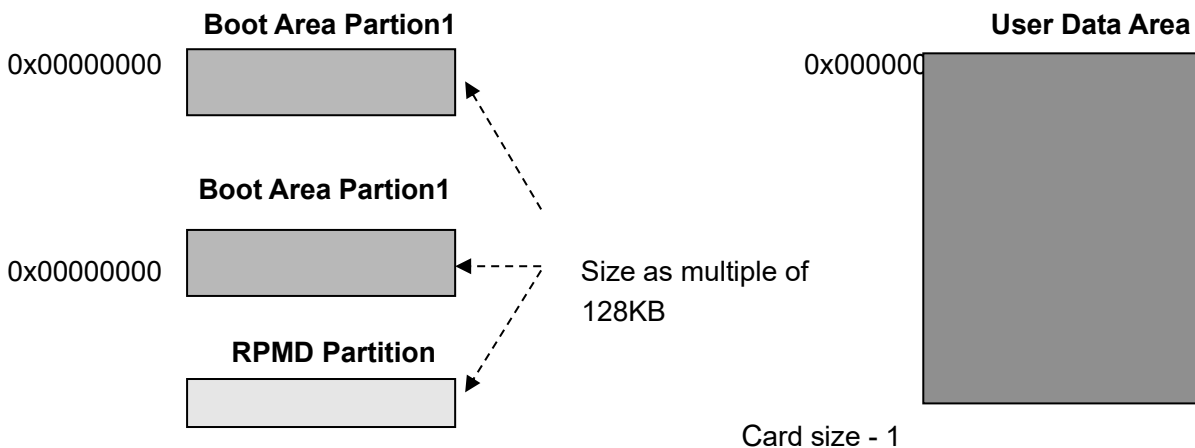 Boot Area Partion1
0x00000000
Boot Area Partion1
0x00000000
RPMD Partition
Size as multiple of
128KB
User Data Area
0x000000
Card size - 1